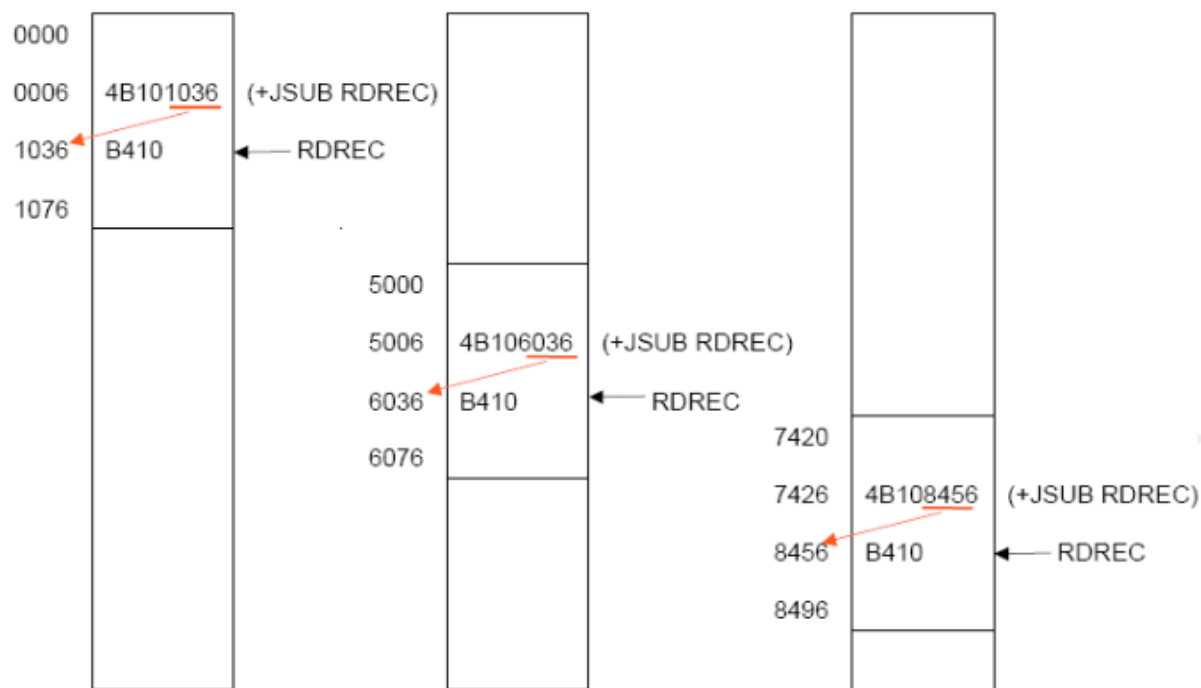 0000
0006 4B101036 (+JSUB RDREC)
1036 B410 RDREC
1076
5000
5006 4B106036 (+JSUB RDREC)
6036 B410 RDREC
6076
7420
7426 4B108456 (+JSUB RDREC)
8456 B410 RDREC
8496